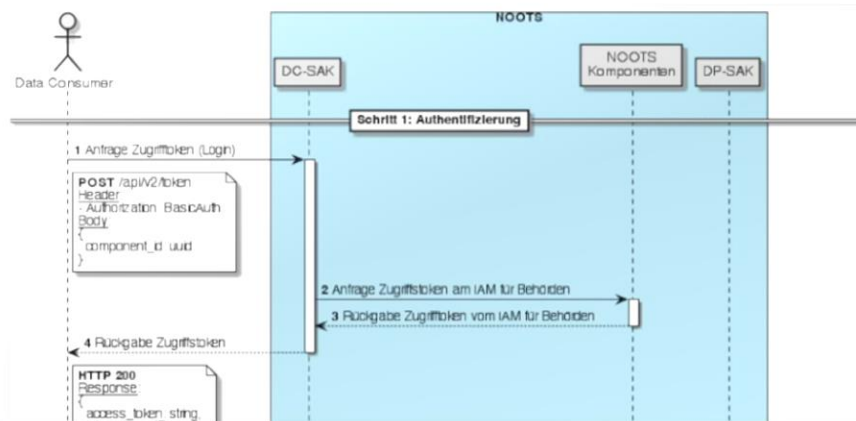 NOOTS
Data Consumer
DC-SAK
NOOTS
Komponenten
DP-SAK
Schritt 1: Authentifizierung
1 Anfrage Zugrifftoken (Login)
POST /api/v2/token
Header
- Authorization BasicAuth
Body
{
component_id uuid
}
2 Anfrage Zugriffstoken am IAM für Behörden
3 Rückgabe Zugrifftoken vom IAM für Behörden
4 Rückgabe Zugriffstoken
HTTP 200
Response:
{
access_token: string,